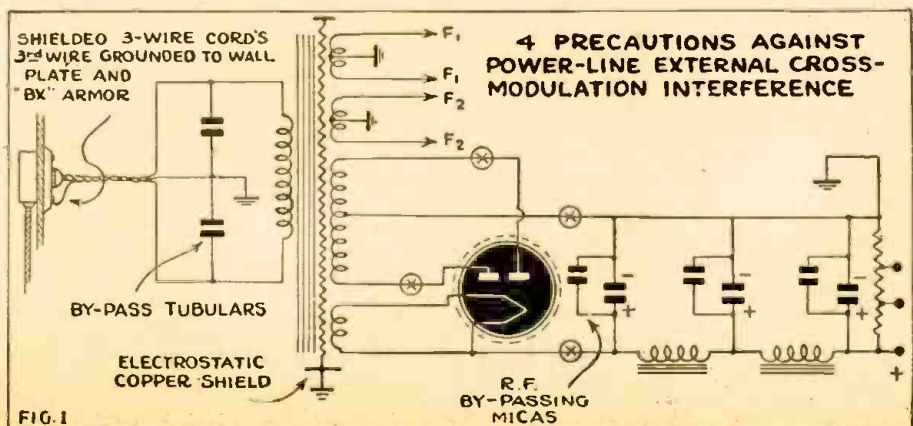 SHIELDED 3-WIRE CORD'S
3rd WIRE GROUNDED TO WALL
PLATE AND
"BX" ARMOR
4 PRECAUTIONS AGAINST
POWER-LINE EXTERNAL CROSS-
MODULATION INTERFERENCE
F1
F1
F2
F2
BY-PASS TUBULARS
ELECTROSTATIC
COPPER SHIELD
R.F.
BY-PASSING
MICAS
-
+
-
+
-
+
+
FIG.1